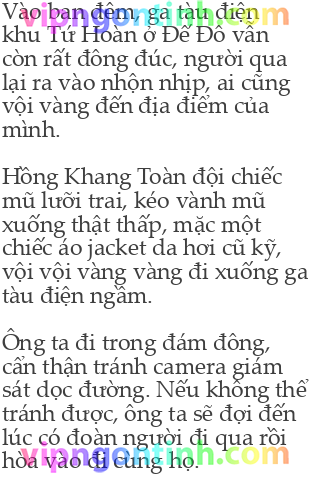 Vào ban đêm, ga tàu điện
vipngontinh.com
khu Tứ Hoàn ở Đế Đô vẫn
còn rất đông đúc, người qua
lại ra vào nhộn nhịp, ai cũng
vội vàng đến địa điểm của
mình.
Hồng Khang Toàn đội chiếc
mũ lưỡi trai, kéo vành mũ
xuống thật thấp, mặc một
chiếc áo jacket da hơi cũ kỹ,
vội vội vàng vàng đi xuống ga
tàu điện ngầm.
Ông ta đi trong đám đông,
cẩn thận tránh camera giám
sát dọc đường. Nếu không thể
tránh được, ông ta sẽ đợi đến
lúc có đoàn người đi qua rồi
hòa vào đi cùng họ.
vipngontinh.com